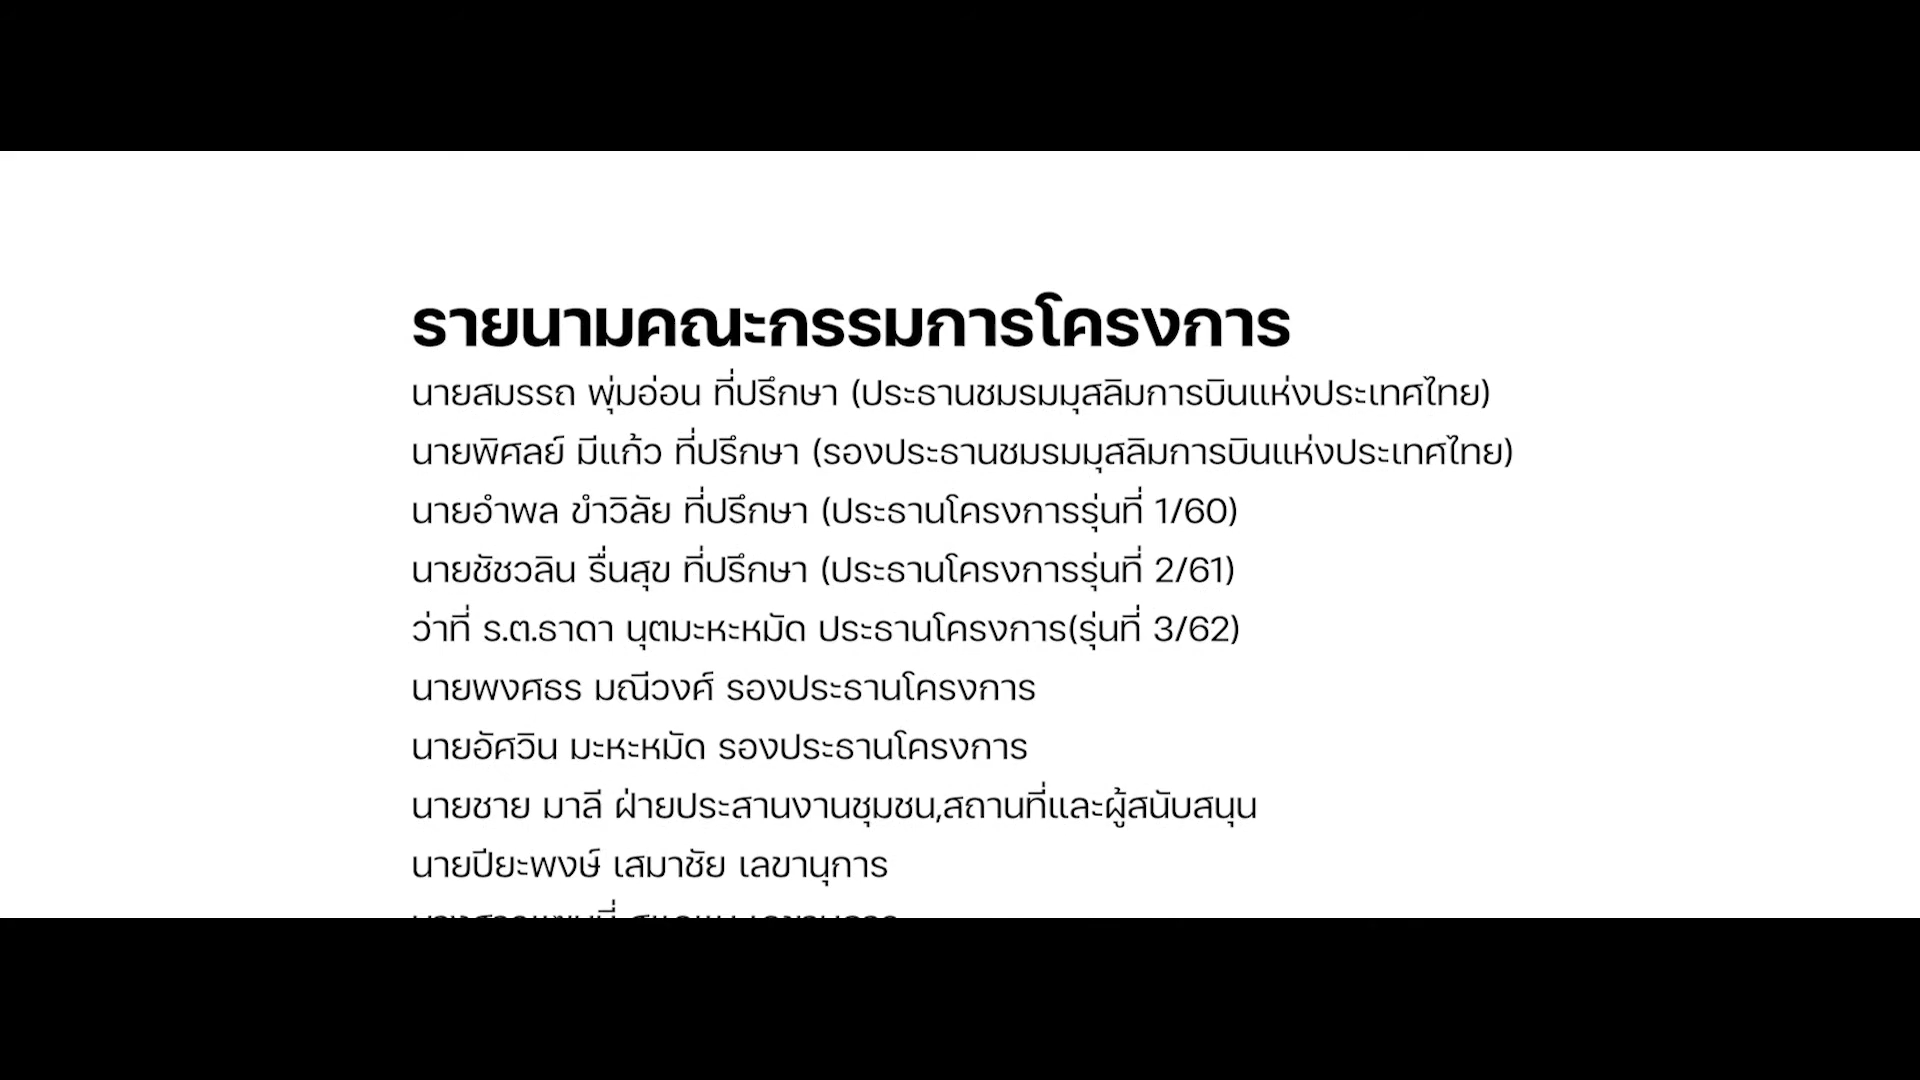 รายนามคณะกรรมการโครงการ
นายสมรรถ พุ่มอ่อน ที่ปรึกษา (ประธานชมรมมุสลิมการบินแห่งประเทศไทย)
นายพิศลย์ มีแก้ว ที่ปรึกษา (รองประธานชมรมมุสลิมการบินแห่งประเทศไทย)
นายอำพล ขำวิลัย ที่ปรึกษา (ประธานโครงการรุ่นที่ 1/60)
นายชัชวลิน รื่นสุข ที่ปรึกษา (ประธานโครงการรุ่นที่ 2/61)
ว่าที่ ร.ต.ธาดา นุตมะหะหมัด ประธานโครงการ(รุ่นที่ 3/62)
นายพงศธร มณีวงศ์ รองประธานโครงการ
นายอัศวิน มะหะหมัด รองประธานโครงการ
นายชาย มาลี ฝ่ายประสานงานชุมชน,สถานที่และผู้สนับสนุน
นายปิยะพงษ์ เสมาชัย เลขานุการ